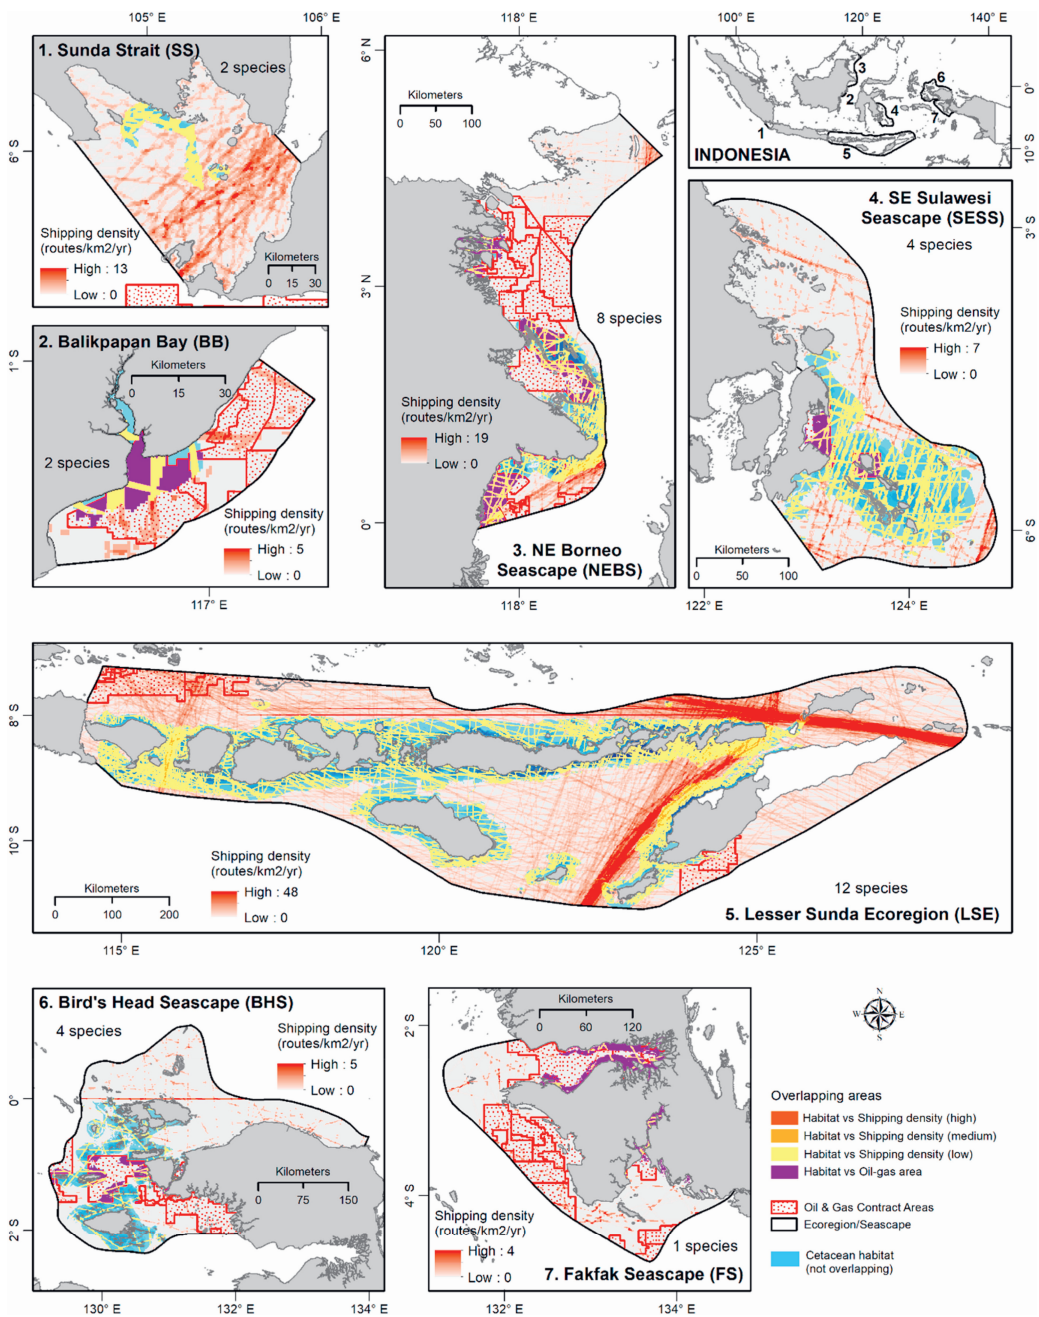 105° E
106° E
118° E
100° E
120° E
140° E
1. Sunda Strait (SS)
2 species
6° S
Shipping density
(routes/km2/yr)
High : 13
Low : 0
Kilometers
0 15 30
6° N
Kilometers
0 50 100
3° N
8 species
Shipping density
(routes/km2/yr)
High : 19
Low : 0
0°
3. NE Borneo
Seascape (NEBS)
118° E
1
2
3
4
5
6
7
INDONESIA
0°
10° S
4. SE Sulawesi
Seascape (SESS)
4 species
3° S
Shipping density
(routes/km2/yr)
High : 7
Low : 0
6° S
Kilometers
0 50 100
122° E
124° E
2. Balikpapan Bay (BB)
1° S
Kilometers
0 15 30
2 species
Shipping density
(routes/km2/yr)
High : 5
Low : 0
117° E
8° S
10° S
Shipping density
(routes/km2/yr)
High : 48
Low : 0
Kilometers
0 100 200
12 species
5. Lesser Sunda Ecoregion (LSE)
115° E
120° E
125° E
6. Bird's Head Seascape (BHS)
4 species
Shipping density
(routes/km2/yr)
High : 5
Low : 0
0°
Kilometers
0 75 150
2° S
130° E
132° E
134° E
Kilometers
0 60 120
2° S
4° S
Shipping density
(routes/km2/yr)
High : 4
Low : 0
1 species
7. Fakfak Seascape (FS)
132° E
134° E
N
W E
S
Overlapping areas
Habitat vs Shipping density (high)
Habitat vs Shipping density (medium)
Habitat vs Shipping density (low)
Habitat vs Oil-gas area
Oil & Gas Contract Areas
Ecoregion/Seascape
Cetacean habitat
(not overlapping)